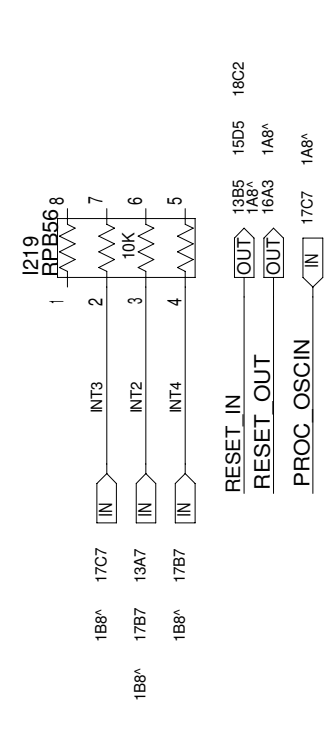 I219
RPB56
1 8
1B8^ 17C7 IN INT3 2 7
10K
1B8^ 17B7 13A7 IN INT2 3 6
1B8^ 17B7 IN INT4 4 5
RESET_IN OUT 13B5 15D5 18C2
1A8^
RESET_OUT OUT 16A3 1A8^
PROC_OSCIN IN 17C7 1A8^